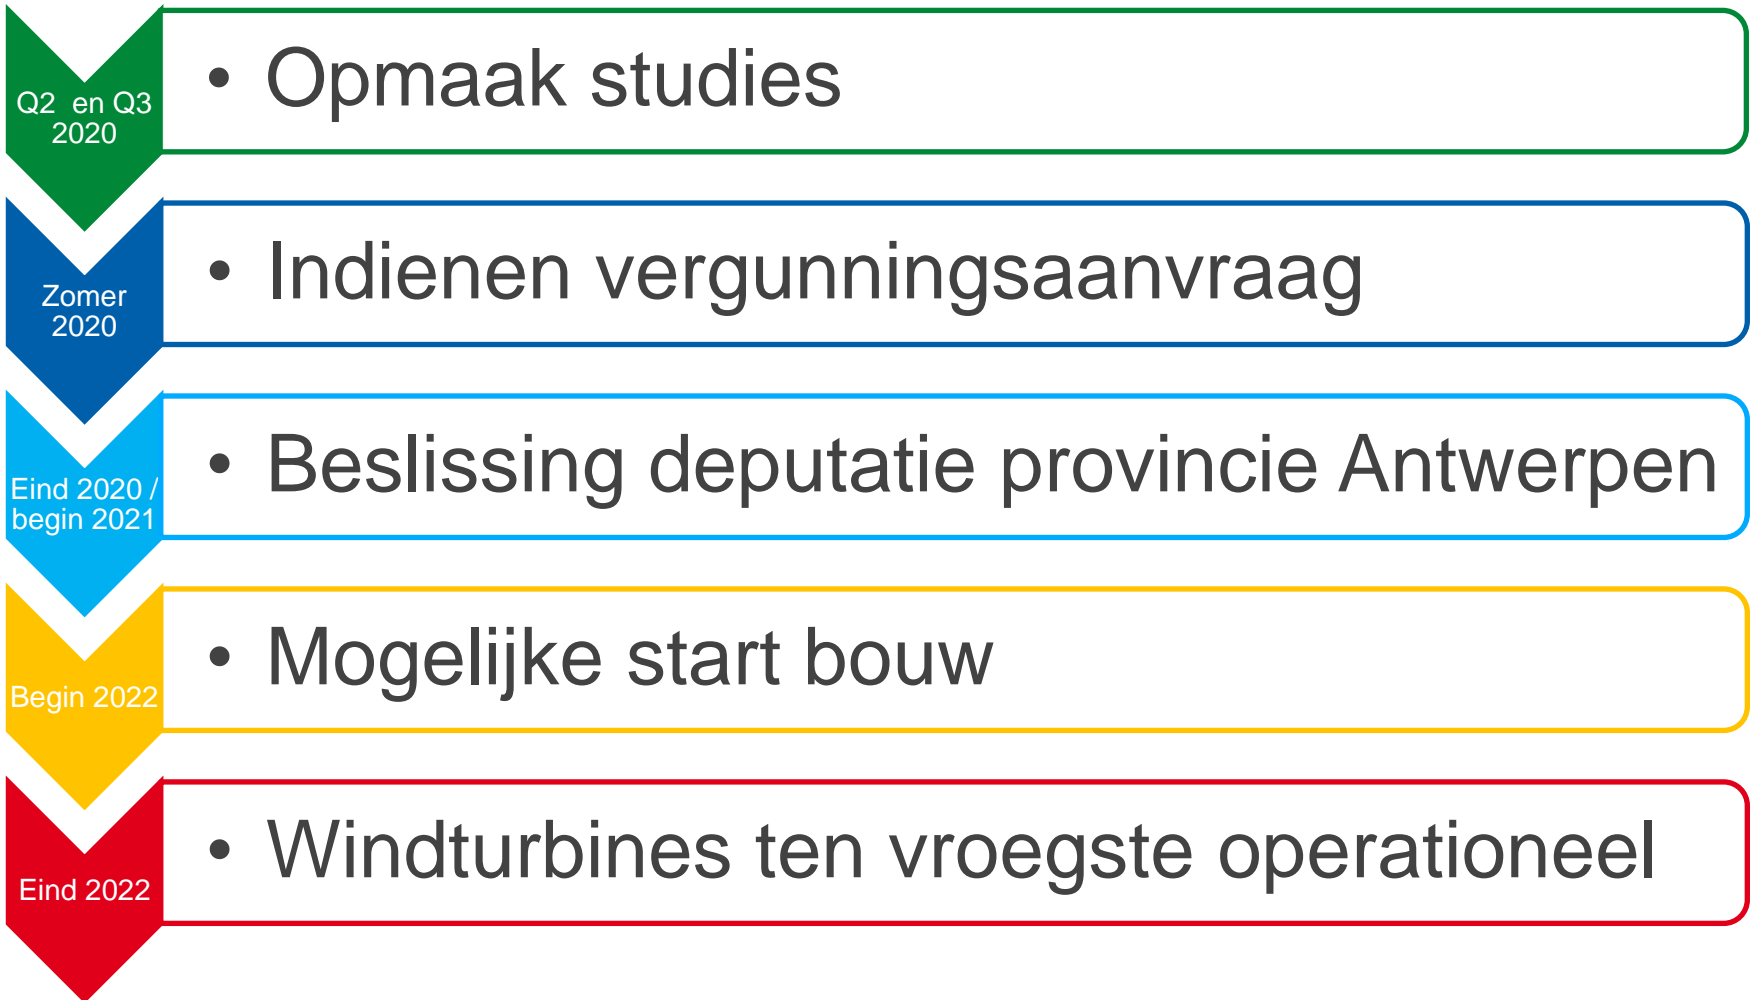 Q2  en Q3
2020
• Opmaak studies
Zomer
2020
• Indienen vergunningsaanvraag
Eind 2020 /
begin 2021
• Beslissing deputatie provincie Antwerpen
Begin 2022
• Mogelijke start bouw
Eind 2022
• Windturbines ten vroegste operationeel